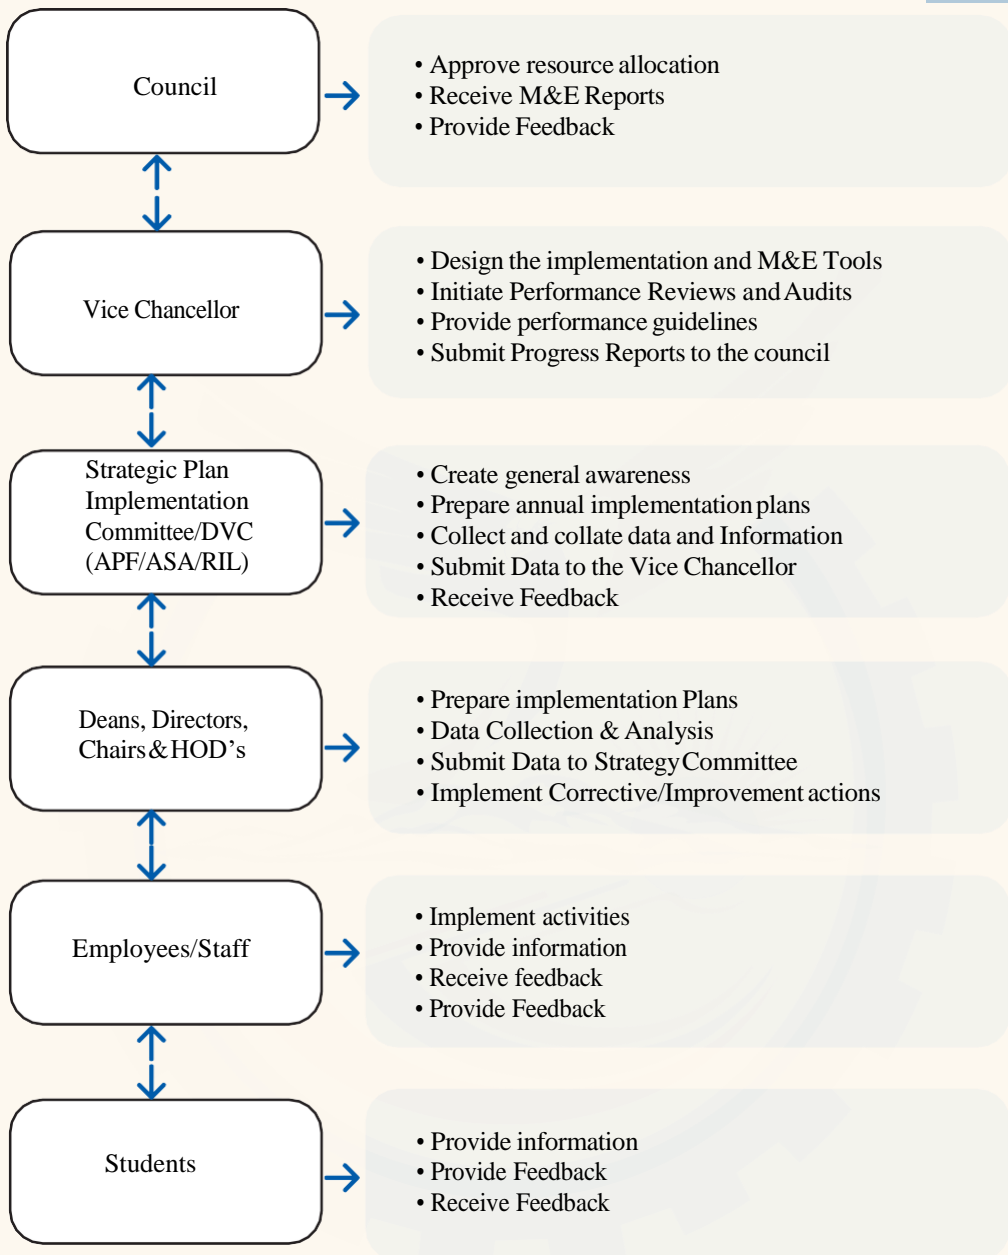 Council
• Approve resource allocation
• Receive M&E Reports
• Provide Feedback
Vice Chancellor
• Design the implementation and M&E Tools
• Initiate Performance Reviews and Audits
• Provide performance guidelines
• Submit Progress Reports to the council
Strategic Plan
Implementation
Committee/DVC
(APF/ASA/RIL)
• Create general awareness
• Prepare annual implementation plans
• Collect and collate data and Information
• Submit Data to the Vice Chancellor
• Receive Feedback
Deans, Directors,
Chairs & HOD’s
• Prepare implementation Plans
• Data Collection & Analysis
• Submit Data to Strategy Committee
• Implement Corrective/Improvement actions
Employees/Staff
• Implement activities
• Provide information
• Receive feedback
• Provide Feedback
Students
• Provide information
• Provide Feedback
• Receive Feedback